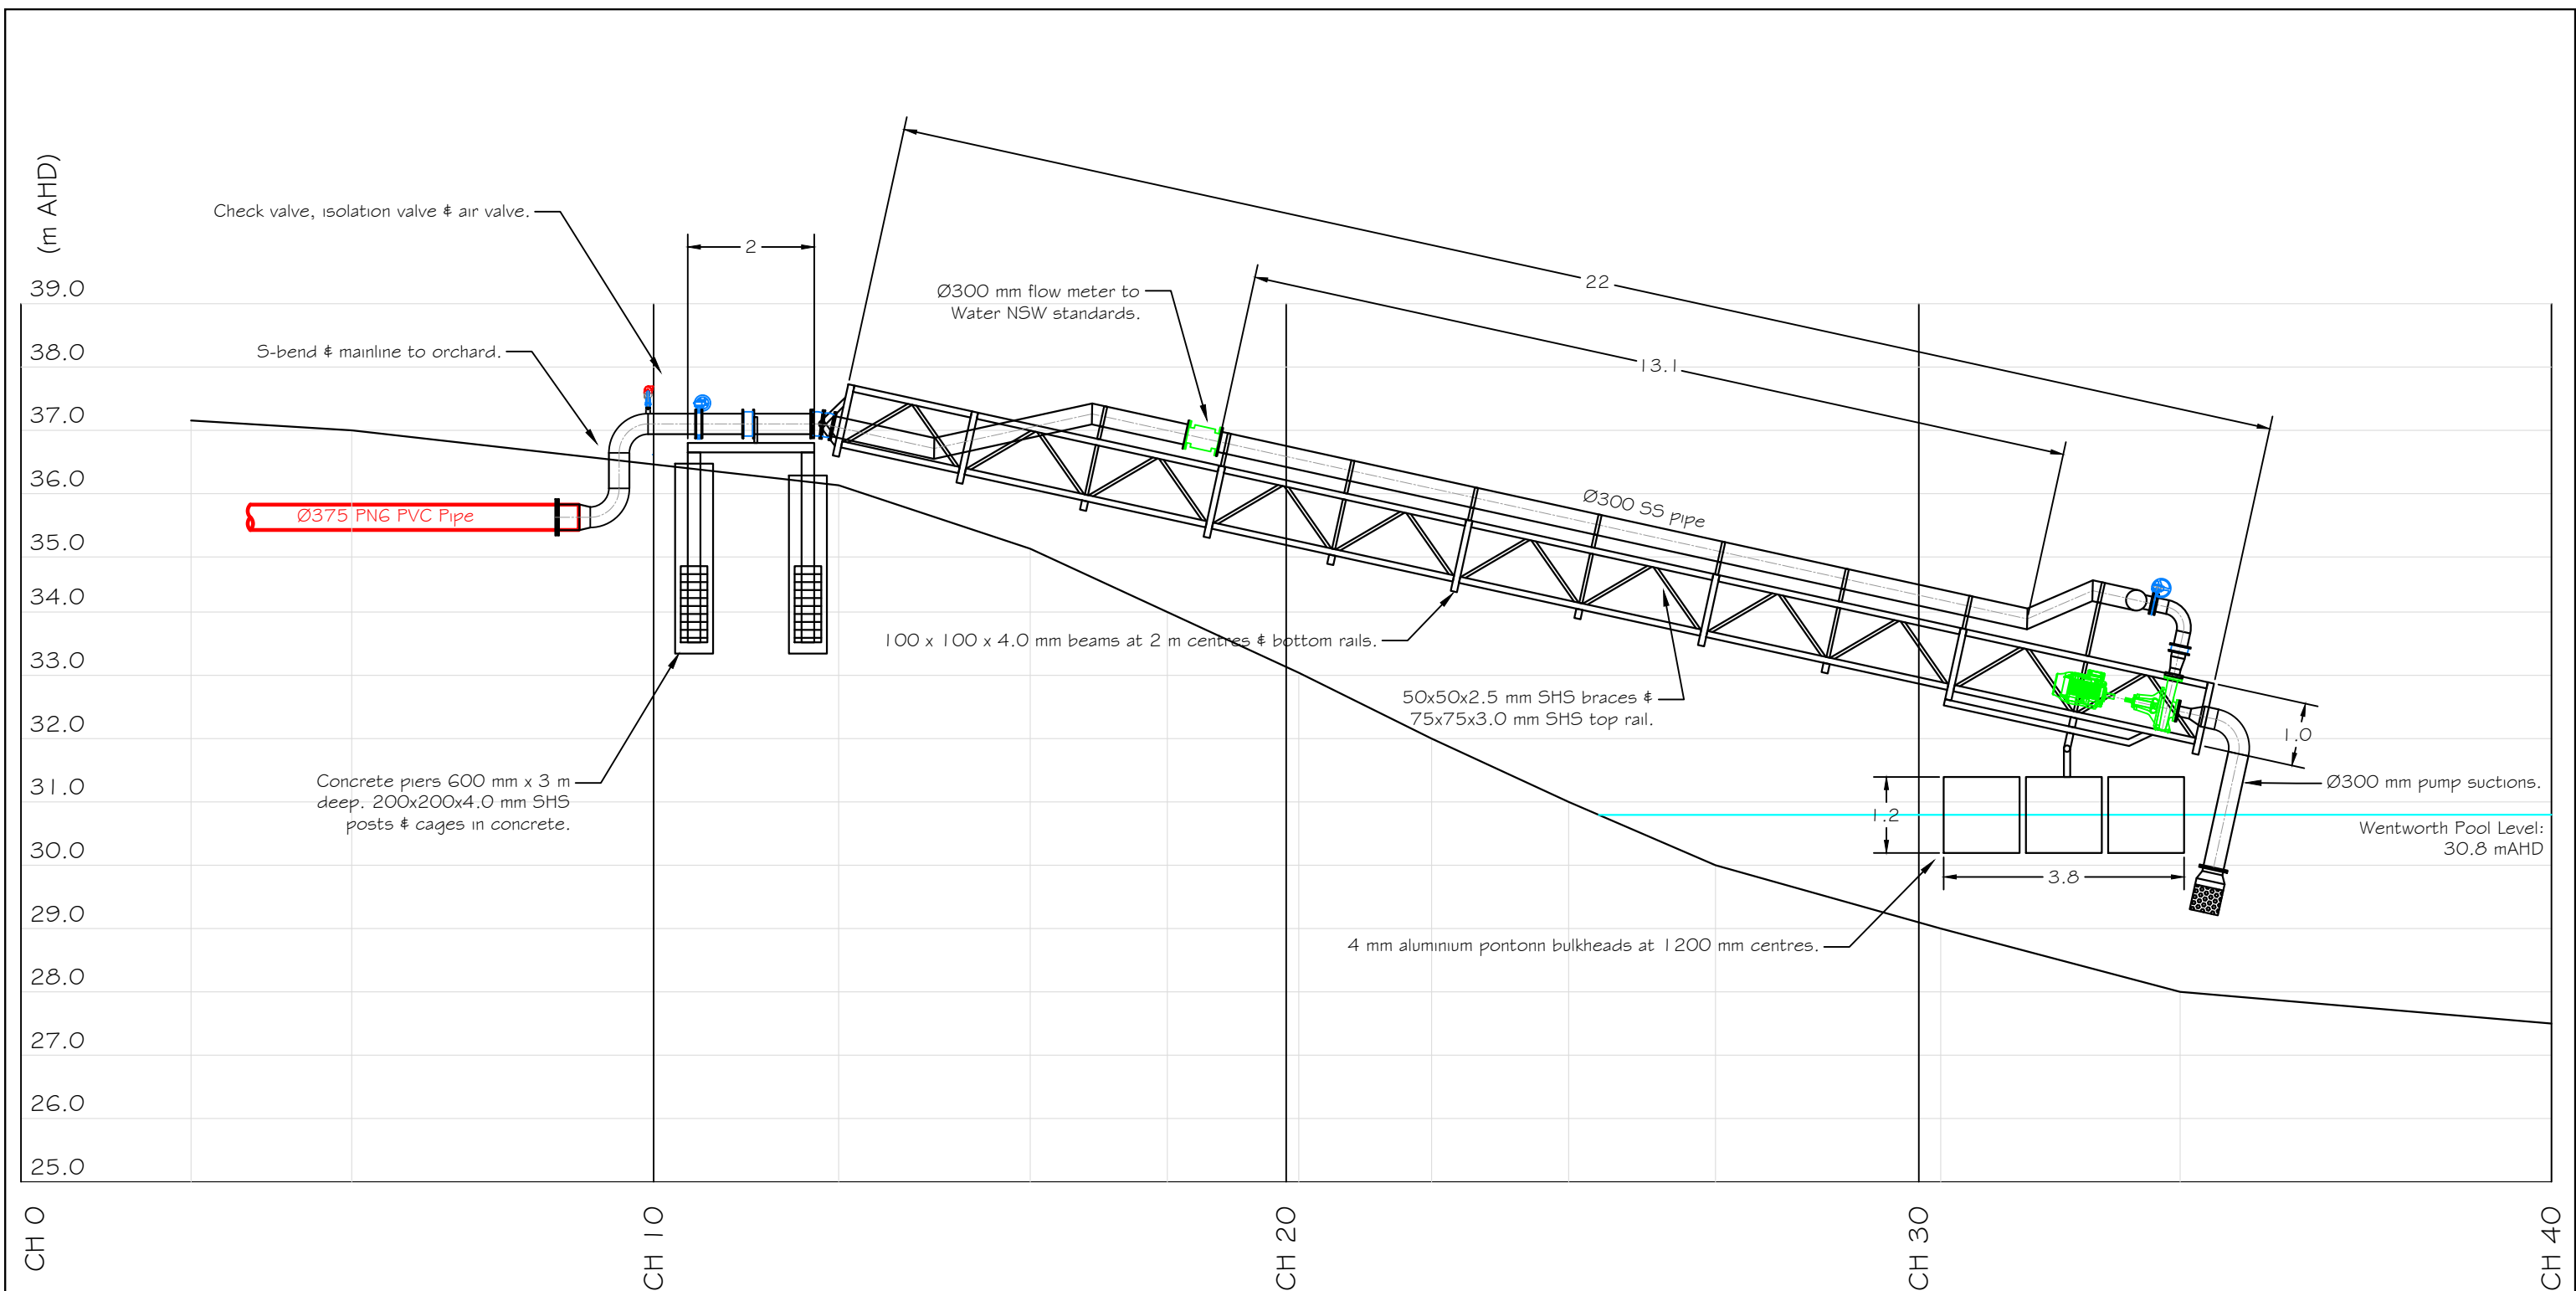 (m AHD)
Check valve, isolation valve & air valve.
2
22
Ø300 mm flow meter to
Water NSW standards.
39.0
S-bend & mainline to orchard.
38.0
13.1
37.0
36.0
Ø375 PN6 PVC Pipe
Ø300 SS pipe
35.0
34.0
100 x 100 x 4.0 mm beams at 2 m centres & bottom rails.
33.0
50x50x2.5 mm SHS braces &
75x75x3.0 mm SHS top rail.
32.0
1.0
Concrete piers 600 mm x 3 m
deep. 200x200x4.0 mm SHS
posts & cages in concrete.
31.0
Ø300 mm pump suctions.
1.2
Wentworth Pool Level:
30.8 mAHD
30.0
3.8
29.0
4 mm aluminium pontonn bulkheads at 1200 mm centres.
28.0
27.0
26.0
25.0
CH 0
CH 10
CH 20
CH 30
CH 40